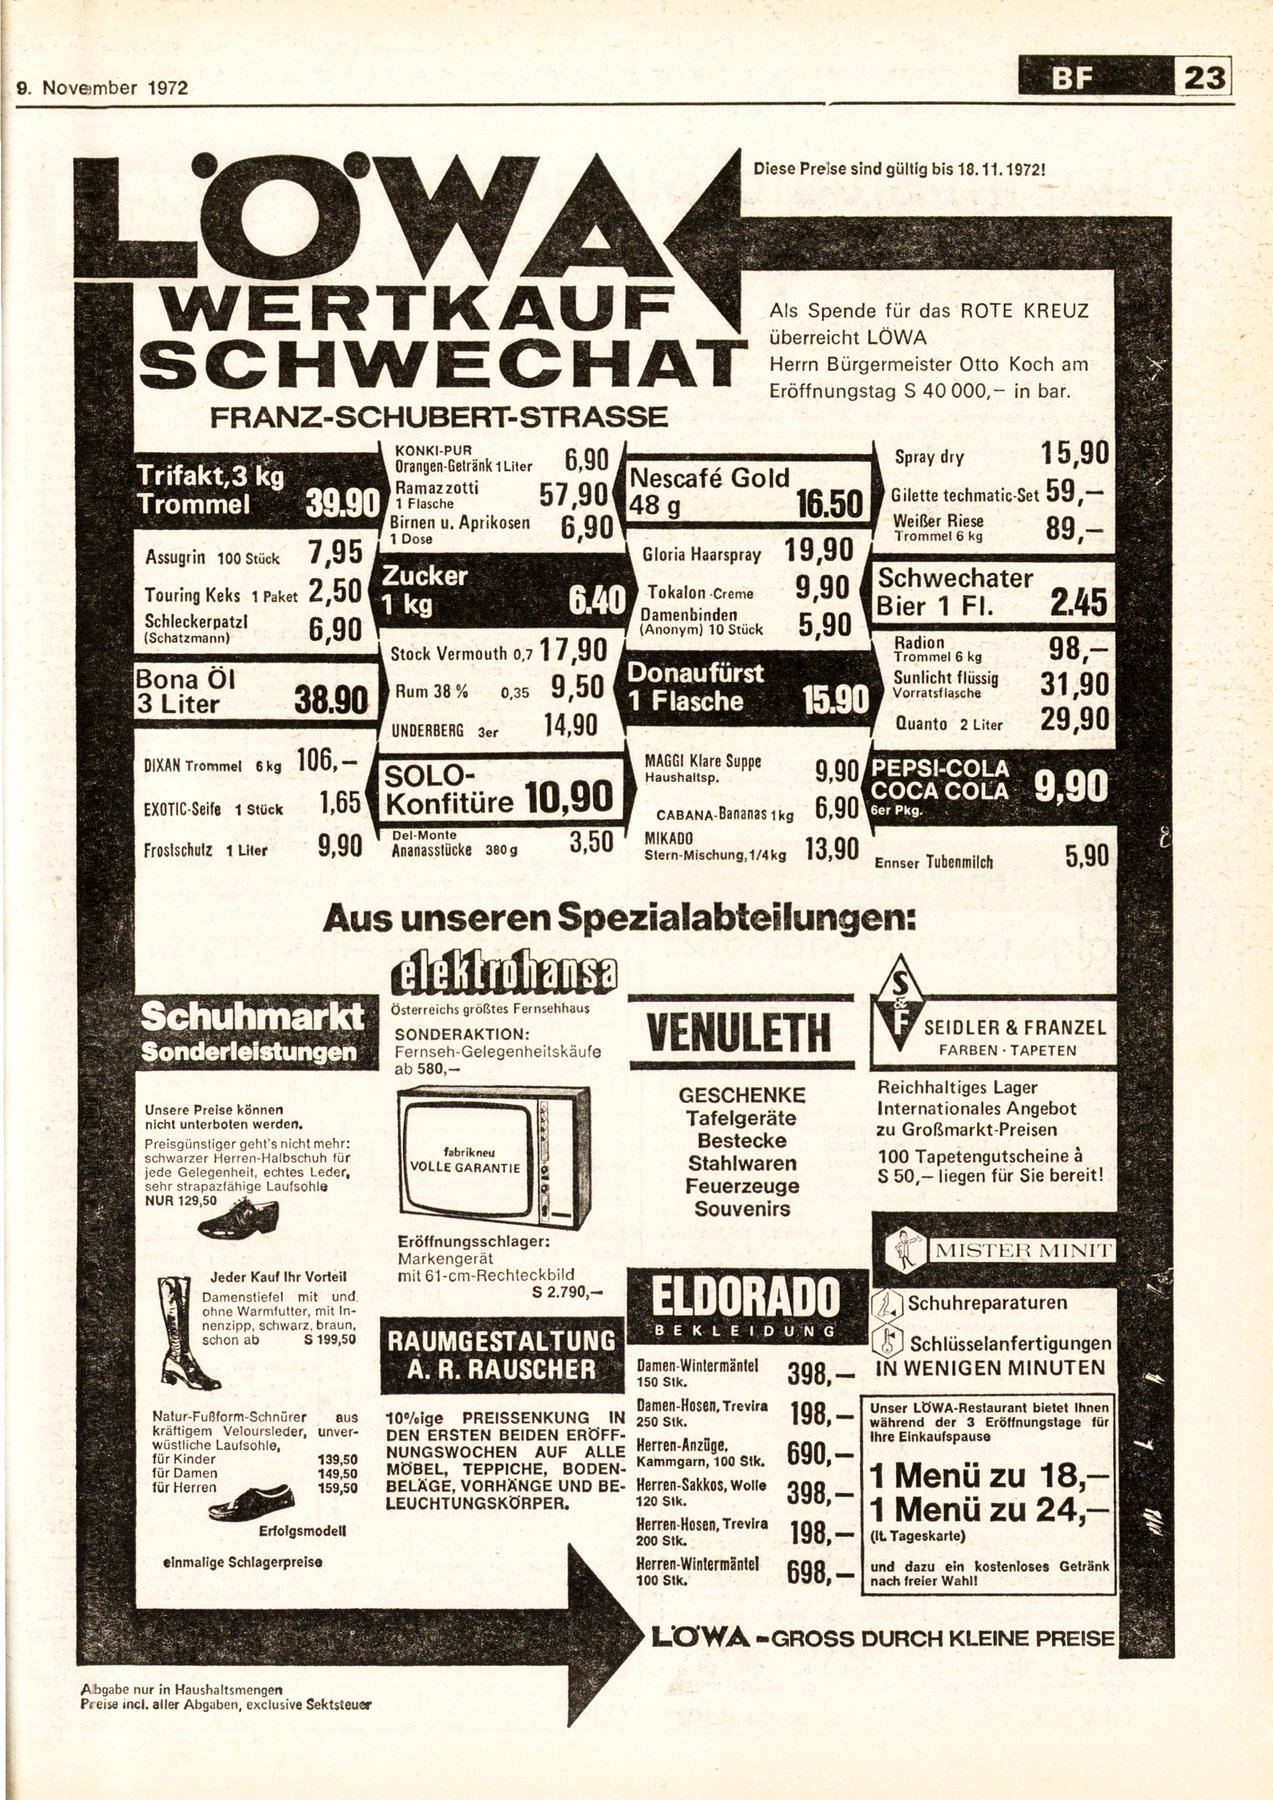 9. November 1972
BF 23
LÖWA
WERTKAUF
SCHWECHAT
FRANZ-SCHUBERT-STRASSE
Diese Preise sind gültig bis 18.11.1972!
Als Spende für das ROTE KREUZ
überreicht LÖWA
Herrn Bürgermeister Otto Koch am
Eröffnungstag S 40 000,– in bar.
Trifakt, 3 kg
Trommel 39.90
Assugrin 100 Stück 7,95
Touring Keks 1 Paket 2,50
Schleckerpatzl
(Schatzmann) 6,90
Bona Öl
3 Liter 38.90
DIXAN Trommel 6 kg 106,–
EXOTIC-Seife 1 Stück 1,65
Frostschutz 1 Liter 9,90
KONKI-PUR
Orangen-Getränk 1 Liter 6,90
Ramazzotti
1 Flasche 57,90
Birnen u. Aprikosen
1 Dose 6,90
Zucker
1 kg 6.40
Stock Vermouth 0,7 17,90
Rum 38 % 0,35 9,50
UNDERBERG 3er 14,90
SOLO-
Konfitüre 10,90
Del-Monte
Ananasstücke 380 g 3,50
Nescafé Gold
48 g 16.50
Gloria Haarspray 19,90
Tokalon-Creme 9,90
Damenbinden
(Anonym) 10 Stück 5,90
Donaufürst
1 Flasche 15.90
MAGGI Klare Suppe
Haushaltsp. 9,90
CABANA-Bananas 1 kg 6,90
MIKADO
Stern-Mischung, 1/4 kg 13,90
Spray dry 15,90
Gilette techmatic-Set 59,–
Weißer Riese
Trommel 6 kg 89,–
Schwechater
Bier 1 Fl. 2.45
Radion
Trommel 6 kg 98,–
Sunlicht flüssig
Vorratsflasche 31,90
Quanto 2 Liter 29,90
PEPSI-COLA
COCA COLA 9,90
6er Pkg.
Ennser Tubenmilch 5,90
Aus unseren Spezialabteilungen:
Schuhmarkt
Sonderleistungen
Unsere Preise können
nicht unterboten werden.
Preisgünstiger geht's nicht mehr:
schwarzer Herren-Halbschuh für
jede Gelegenheit, echtes Leder,
sehr strapazfähige Laufsohle
NUR 129,50
Jeder Kauf Ihr Vorteil
Damenstiefel mit und
ohne Warmfutter, mit In-
nenzipp, schwarz, braun,
schon ab S 199,50
Natur-Fußform-Schnürer aus
kräftigem Veloursleder, unver-
wüstliche Laufsohle,
für Kinder 139,50
für Damen 149,50
für Herren 159,50
Erfolgsmodell
einmalige Schlagerpreise
elektrohansa
Österreichs größtes Fernsehhaus
SONDERAKTION:
Fernseh-Gelegenheitskäufe
ab 580,–
fabrikneu
VOLLE GARANTIE
Eröffnungsschlager:
Markengerät
mit 61-cm-Rechteckbild
S 2.790,–
RAUMGESTALTUNG
A. R. RAUSCHER
10%ige PREISSENKUNG IN
DEN ERSTEN BEIDEN ERÖFF-
NUNGSWOCHEN AUF ALLE
MÖBEL, TEPPICHE, BODEN-
BELÄGE, VORHÄNGE UND BE-
LEUCHTUNGSKÖRPER.
VENULETH
GESCHENKE
Tafelgeräte
Bestecke
Stahlwaren
Feuerzeuge
Souvenirs
ELDORADO
BEKLEIDUNG
Damen-Wintermäntel
150 Stk. 398,–
Damen-Hosen, Trevira
250 Stk. 198,–
Herren-Anzüge,
Kammgarn, 100 Stk. 690,–
Herren-Sakkos, Wolle
120 Stk. 398,–
Herren-Hosen, Trevira
200 Stk. 198,–
Herren-Wintermäntel
100 Stk. 698,–
S & F
SEIDLER & FRANZEL
FARBEN · TAPETEN
Reichhaltiges Lager
Internationales Angebot
zu Großmarkt-Preisen
100 Tapetengutscheine à
S 50,– liegen für Sie bereit!
MISTER MINIT
Schuhreparaturen
Schlüsselanfertigungen
IN WENIGEN MINUTEN
Unser LÖWA-Restaurant bietet Ihnen
während der 3 Eröffnungstage für
Ihre Einkaufspause
1 Menü zu 18,–
1 Menü zu 24,–
(lt. Tageskarte)
und dazu ein kostenloses Getränk
nach freier Wahl!
LÖWA – GROSS DURCH KLEINE PREISE
Abgabe nur in Haushaltsmengen
Preise incl. aller Abgaben, exclusive Sektsteuer